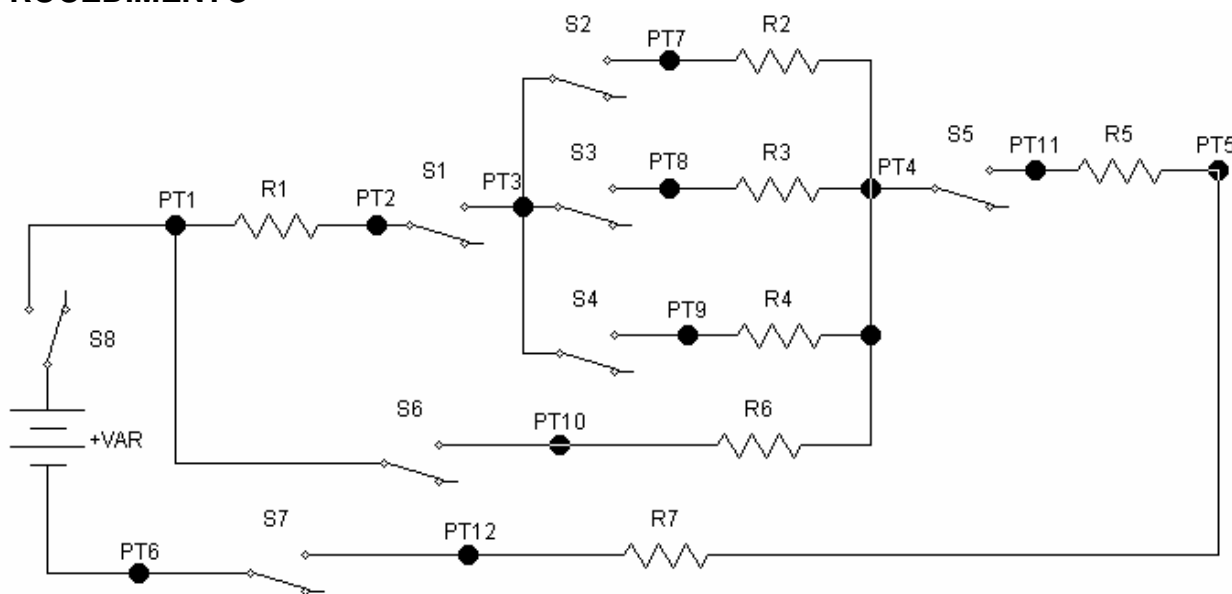 ROCEDIMENTO
S2 PT7 R2
S5 PT11 R5 PT5
S3 PT8 R3 PT4
S1 PT3
PT1 R1 PT2
S4 PT9 R4
S8
S6 PT10 R6
+VAR
S7 PT12 R7
PT6